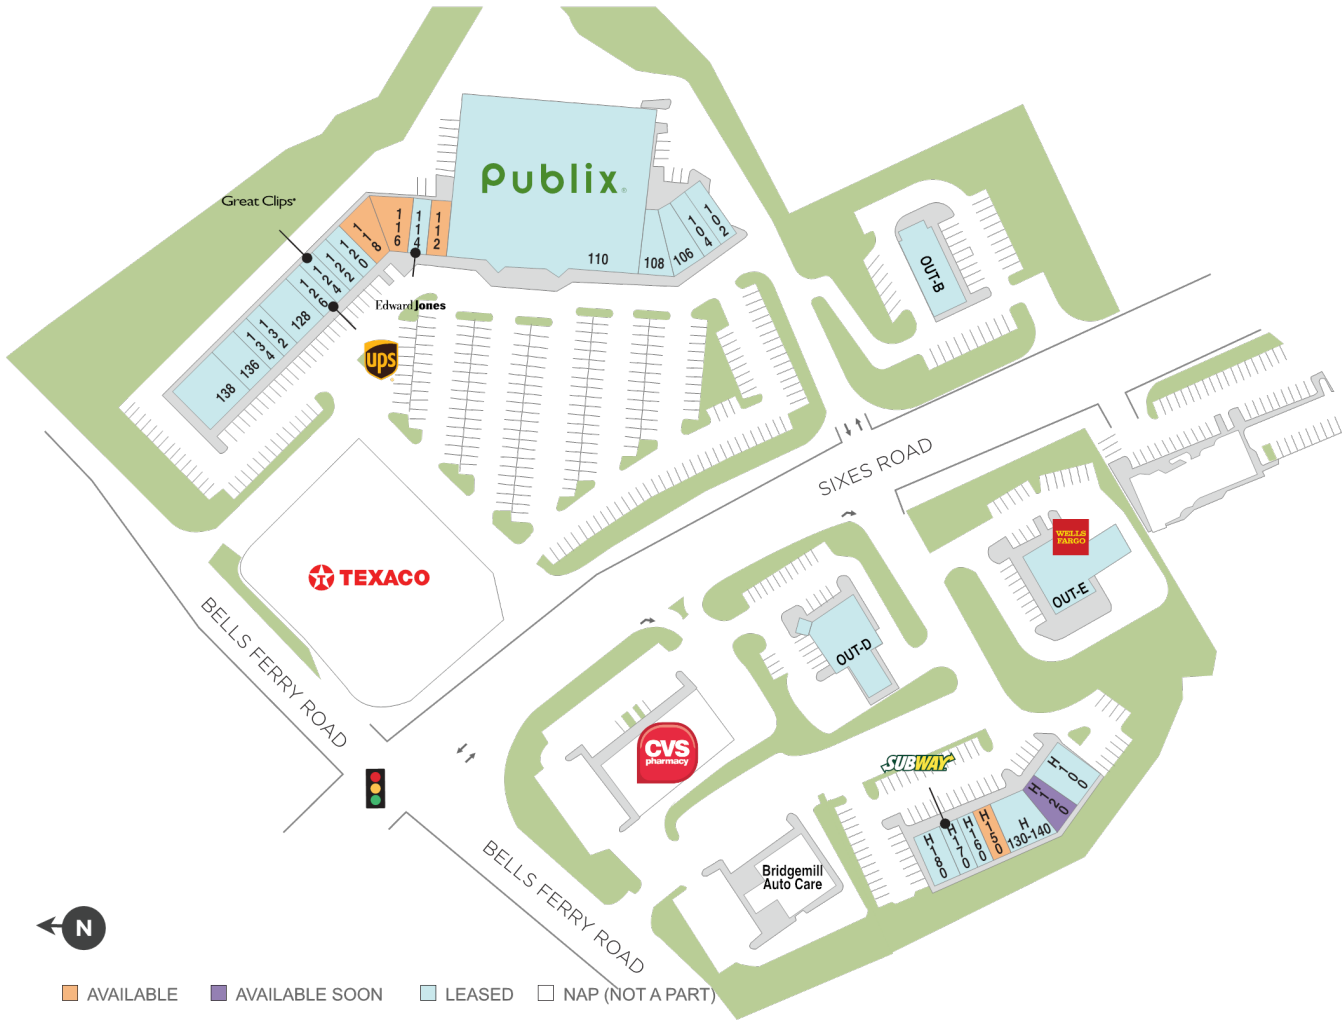 Publix
Great Clips
116
114
112
118
120
122
124
126
128
132
134
136
138
110
108
106
104
102
OUT-B
Edward Jones
ups
SIXES ROAD
WELLS
FARGO
OUT-E
TEXACO
OUT-D
BELLS FERRY ROAD
CVS
pharmacy
SUBWAY
H100
H120
H
130-140
H150
H160
H170
H180
Bridgemill
Auto Care
BELLS FERRY ROAD
N
AVAILABLE
AVAILABLE SOON
LEASED
NAP (NOT A PART)